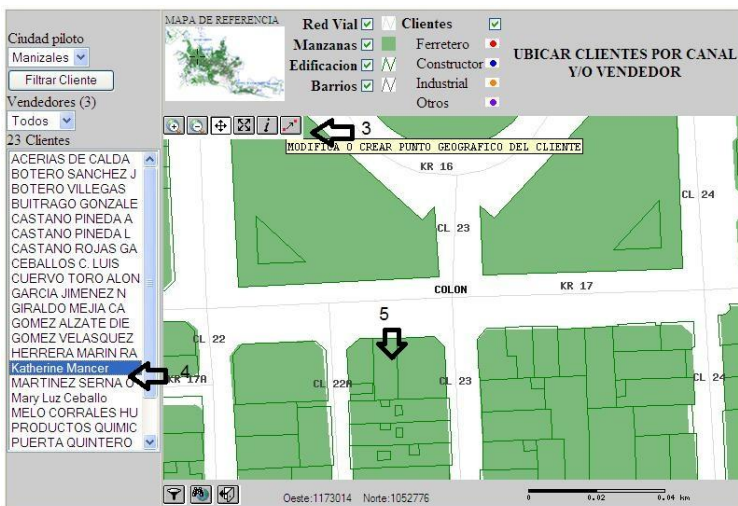 Ciudad piloto
Manizales
Filtrar Cliente
Vendedores (3)
Todos
23 Clientes
ACERIAS DE CALDA
BOTERO SANCHEZ J
BOTERO VILLEGAS
BUITRAGO GONZALE
CASTANO PINEDA A
CASTANO PINEDA L
CASTANO ROJAS GA
CEBALLOS C. LUIS
CUERVO TORO ALON
GARCIA JIMENEZ N
GIRALDO MEJIA CA
GOMEZ ALZATE DIE
GOMEZ VELASQUEZ
HERRERA MARIN RA
Katherine Mancer
MARTINEZ SERNA O
Mary Luz Ceballo
MELO CORRALES HU
PRODUCTOS QUIMIC
PUERTA QUINTERO
MAPA DE REFERENCIA
Red Vial
Manzanas
Edificacion
Barrios
Clientes
Ferretero
Constructor
Industrial
Otros
UBICAR CLIENTES POR CANAL
Y/O VENDEDOR
i
3
MODIFICA O CREAR PUNTO GEOGRAFICO DEL CLIENTE
KR 16
CL 24
CL 23
COLON
KR 17
5
CL 22
4
KR 17A
CL 22A
CL 23
CL 24
Oeste:1173014 Norte:1052776
0 0.02 0.04 km